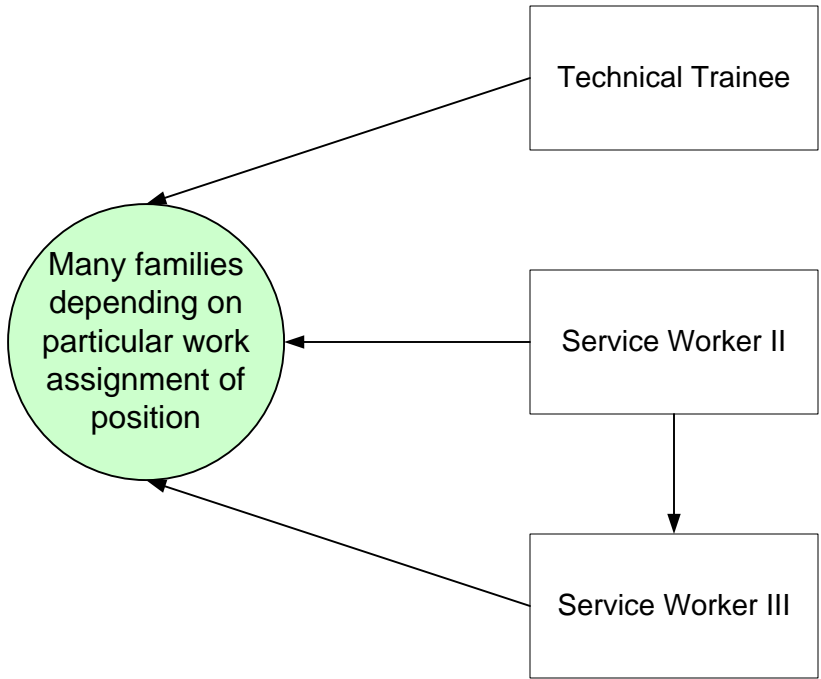 Technical Trainee
Many families
depending on
particular work
assignment of
position
Service Worker II
Service Worker III